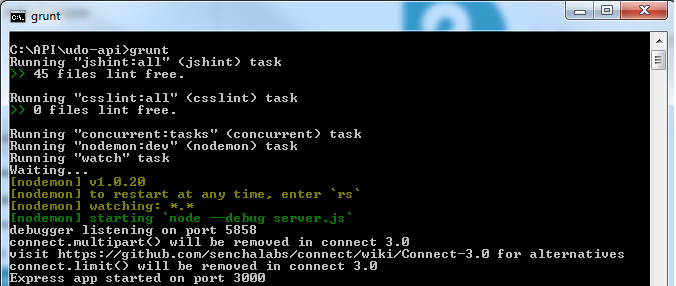 grunt
C:\API\udo-api>grunt
Running "jshint:all" (jshint) task
>> 45 files lint free.
Running "csslint:all" (csslint) task
>> 0 files lint free.
Running "concurrent:tasks" (concurrent) task
Running "nodemon:dev" (nodemon) task
Running "watch" task
Waiting...
[nodemon] v1.0.20
[nodemon] to restart at any time, enter `rs`
[nodemon] watching: *.*
[nodemon] starting `node --debug server.js`
debugger listening on port 5858
connect.multipart() will be removed in connect 3.0
visit https://github.com/senchalabs/connect/wiki/Connect-3.0 for alternatives
connect.limit() will be removed in connect 3.0
Express app started on port 3000